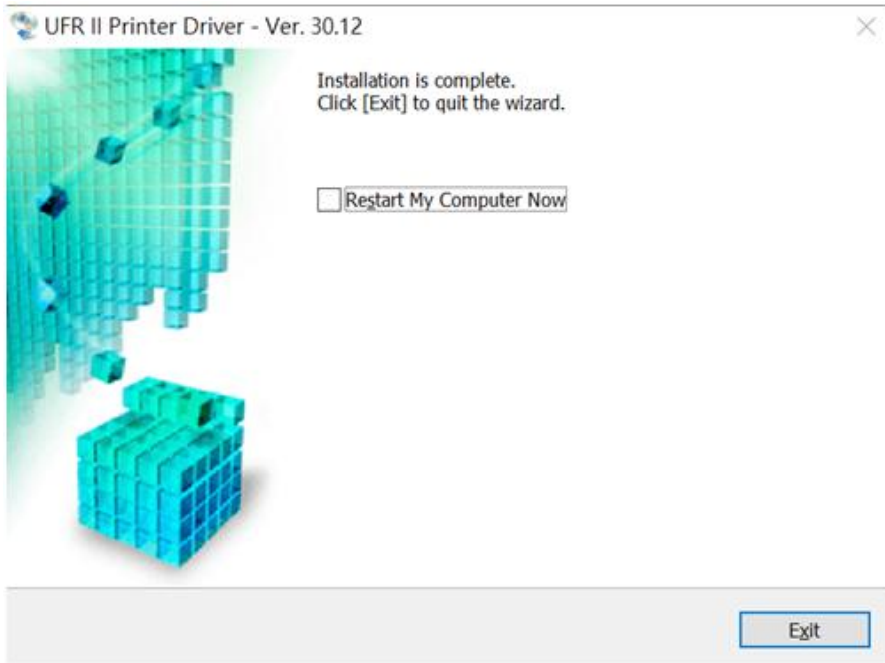 UFR II Printer Driver - Ver. 30.12
Installation is complete.
Click [Exit] to quit the wizard.
Restart My Computer Now
Exit